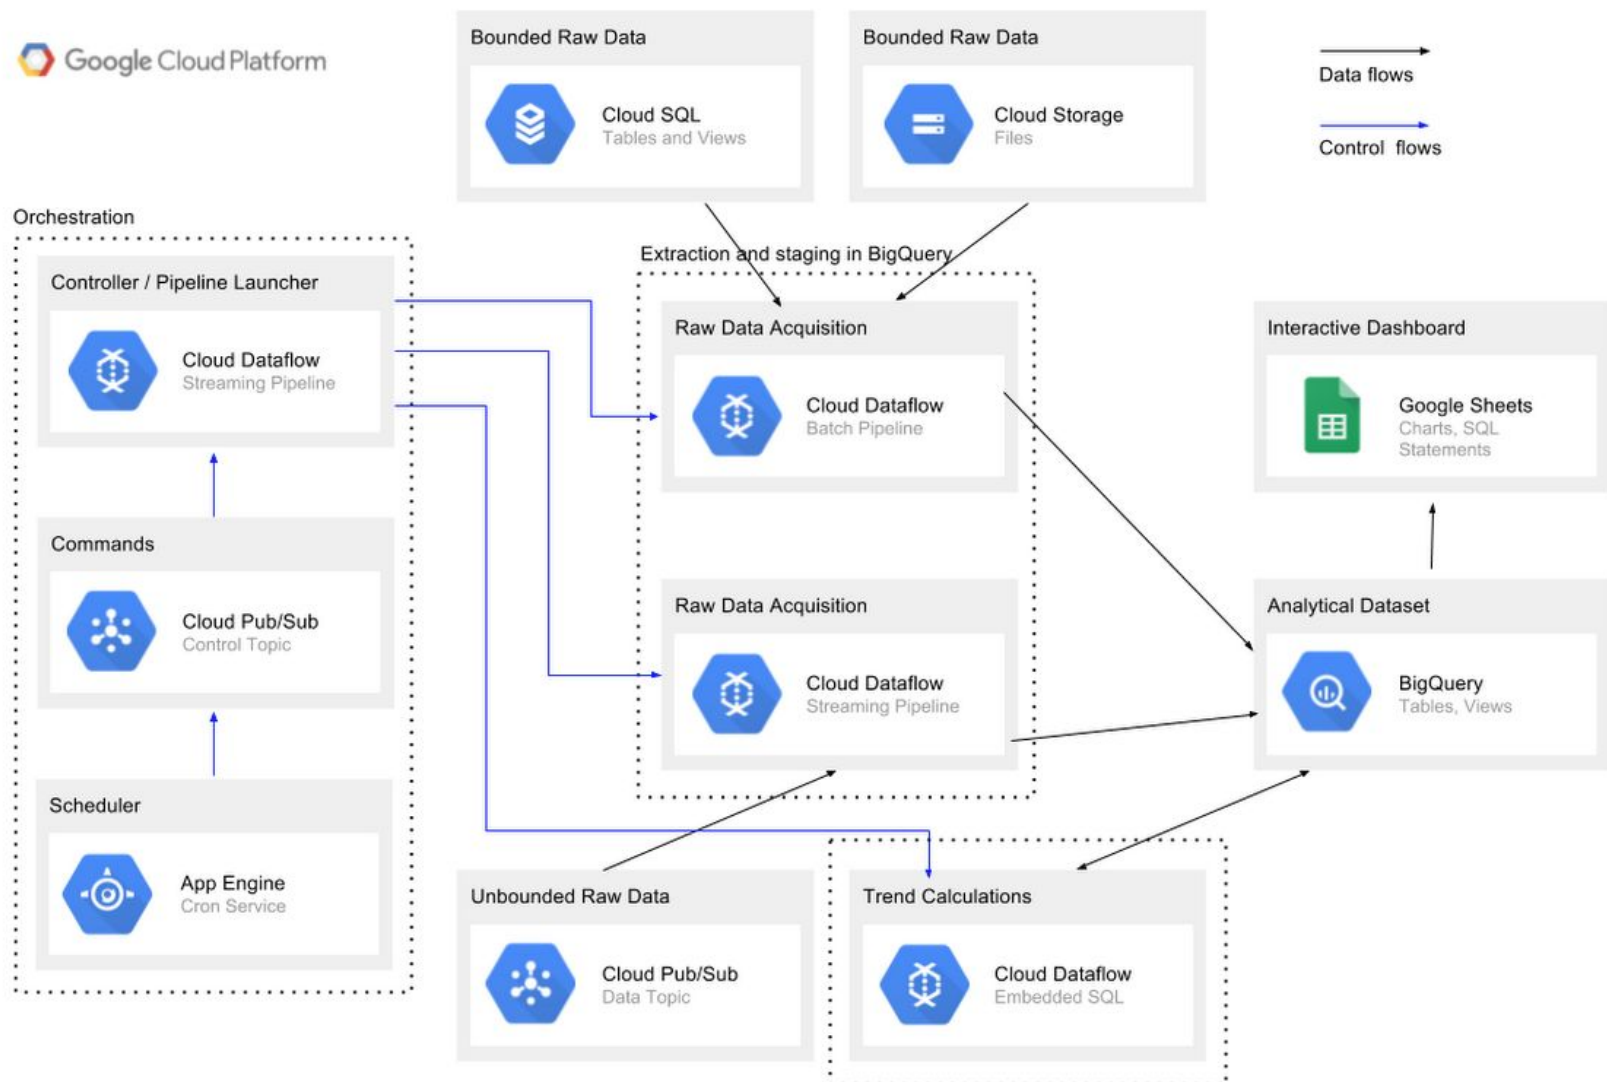 Google Cloud Platform
Bounded Raw Data
Cloud SQL
Tables and Views
Bounded Raw Data
Cloud Storage
Files
Data flows
Control flows
Orchestration
Controller / Pipeline Launcher
Cloud Dataflow
Streaming Pipeline
Commands
Cloud Pub/Sub
Control Topic
Scheduler
App Engine
Cron Service
Extraction and staging in BigQuery
Raw Data Acquisition
Cloud Dataflow
Batch Pipeline
Raw Data Acquisition
Cloud Dataflow
Streaming Pipeline
Interactive Dashboard
Google Sheets
Charts, SQL
Statements
Analytical Dataset
BigQuery
Tables, Views
Unbounded Raw Data
Cloud Pub/Sub
Data Topic
Trend Calculations
Cloud Dataflow
Embedded SQL